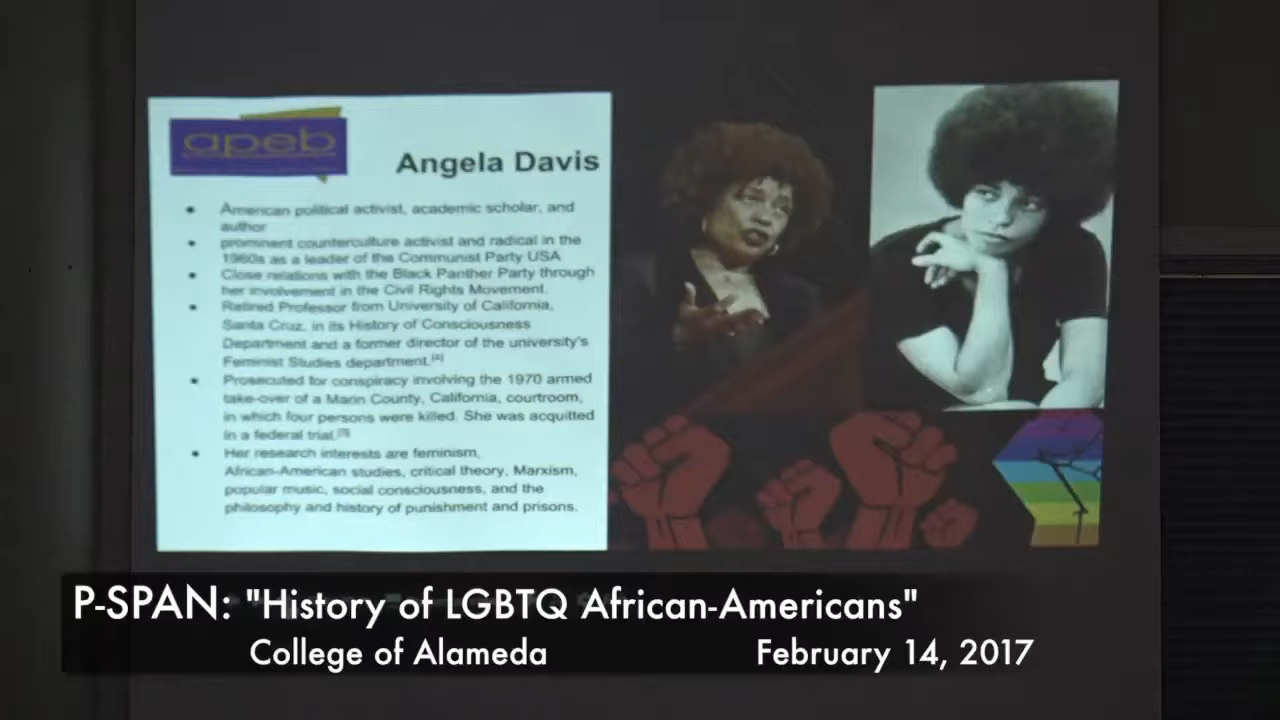 apeb
Angela Davis
• American political activist, academic scholar, and
author
• prominent counterculture activist and radical in the
1960s as a leader of the Communist Party USA
• Close relations with the Black Panther Party through
her involvement in the Civil Rights Movement.
• Retired Professor from University of California,
Santa Cruz, in its History of Consciousness
Department and a former director of the university's
Feminist Studies department.[4]
• Prosecuted for conspiracy involving the 1970 armed
take-over of a Marin County, California, courtroom,
in which four persons were killed. She was acquitted
in a federal trial.
• Her research interests are feminism,
African-American studies, critical theory, Marxism,
popular music, social consciousness, and the
philosophy and history of punishment and prisons.
P-SPAN: "History of LGBTQ African-Americans"
College of Alameda February 14, 2017